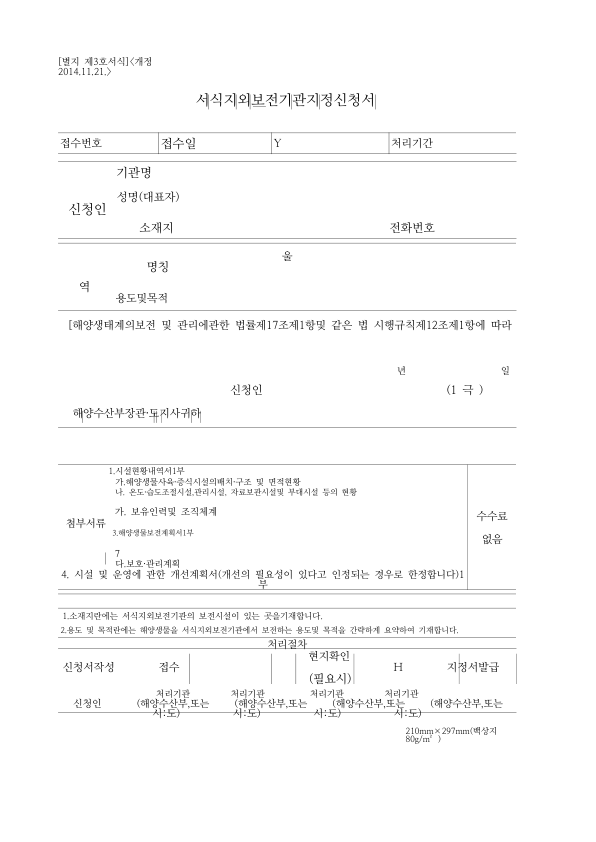 [별지 제3호서식]〈개정
2014.11.21.〉
서식지외보전기관지정신청서
접수번호 접수일 Y 처리기간
기관명
성명(대표자)
신청인
소재지 전화번호
울
명칭
역
용도및목적
[해양생태계의보전 및 관리에관한 법률제17조제1항및 같은 법 시행규칙제12조제1항에 따라
년 일
신청인 (1 극 )
해양수산부장관·도지사귀하
1.시설현황내역서1부
가.해양생물사육·증식시설의배치·구조 및 면적현황
나. 온도·습도조정시설,관리시설, 자료보관시설및 부대시설 등의 현황
가. 보유인력및 조직체계
수수료
첨부서류
3.해양생물보전계획서1부
없음
7
다.보호·관리계획
4. 시설 및 운영에 관한 개선계획서(개선의 필요성이 있다고 인정되는 경우로 한정합니다)1
부
1.소재지란에는 서식지외보전기관의 보전시설이 있는 곳을기재합니다.
2.용도 및 목적란에는 해양생물을 서식지외보전기관에서 보전하는 용도및 목적을 간략하게 요약하여 기재합니다.
처리절차
현지확인
신청서작성 접수 H 지정서발급
(필요시)
처리기관 처리기관 처리기관 처리기관
신청인 (해양수산부,또는 (해양수산부,또는 (해양수산부,또는 (해양수산부,또는
시·도) 시·도) 시·도) 시·도)
210mm×297mm(백상지
80g/㎡ )